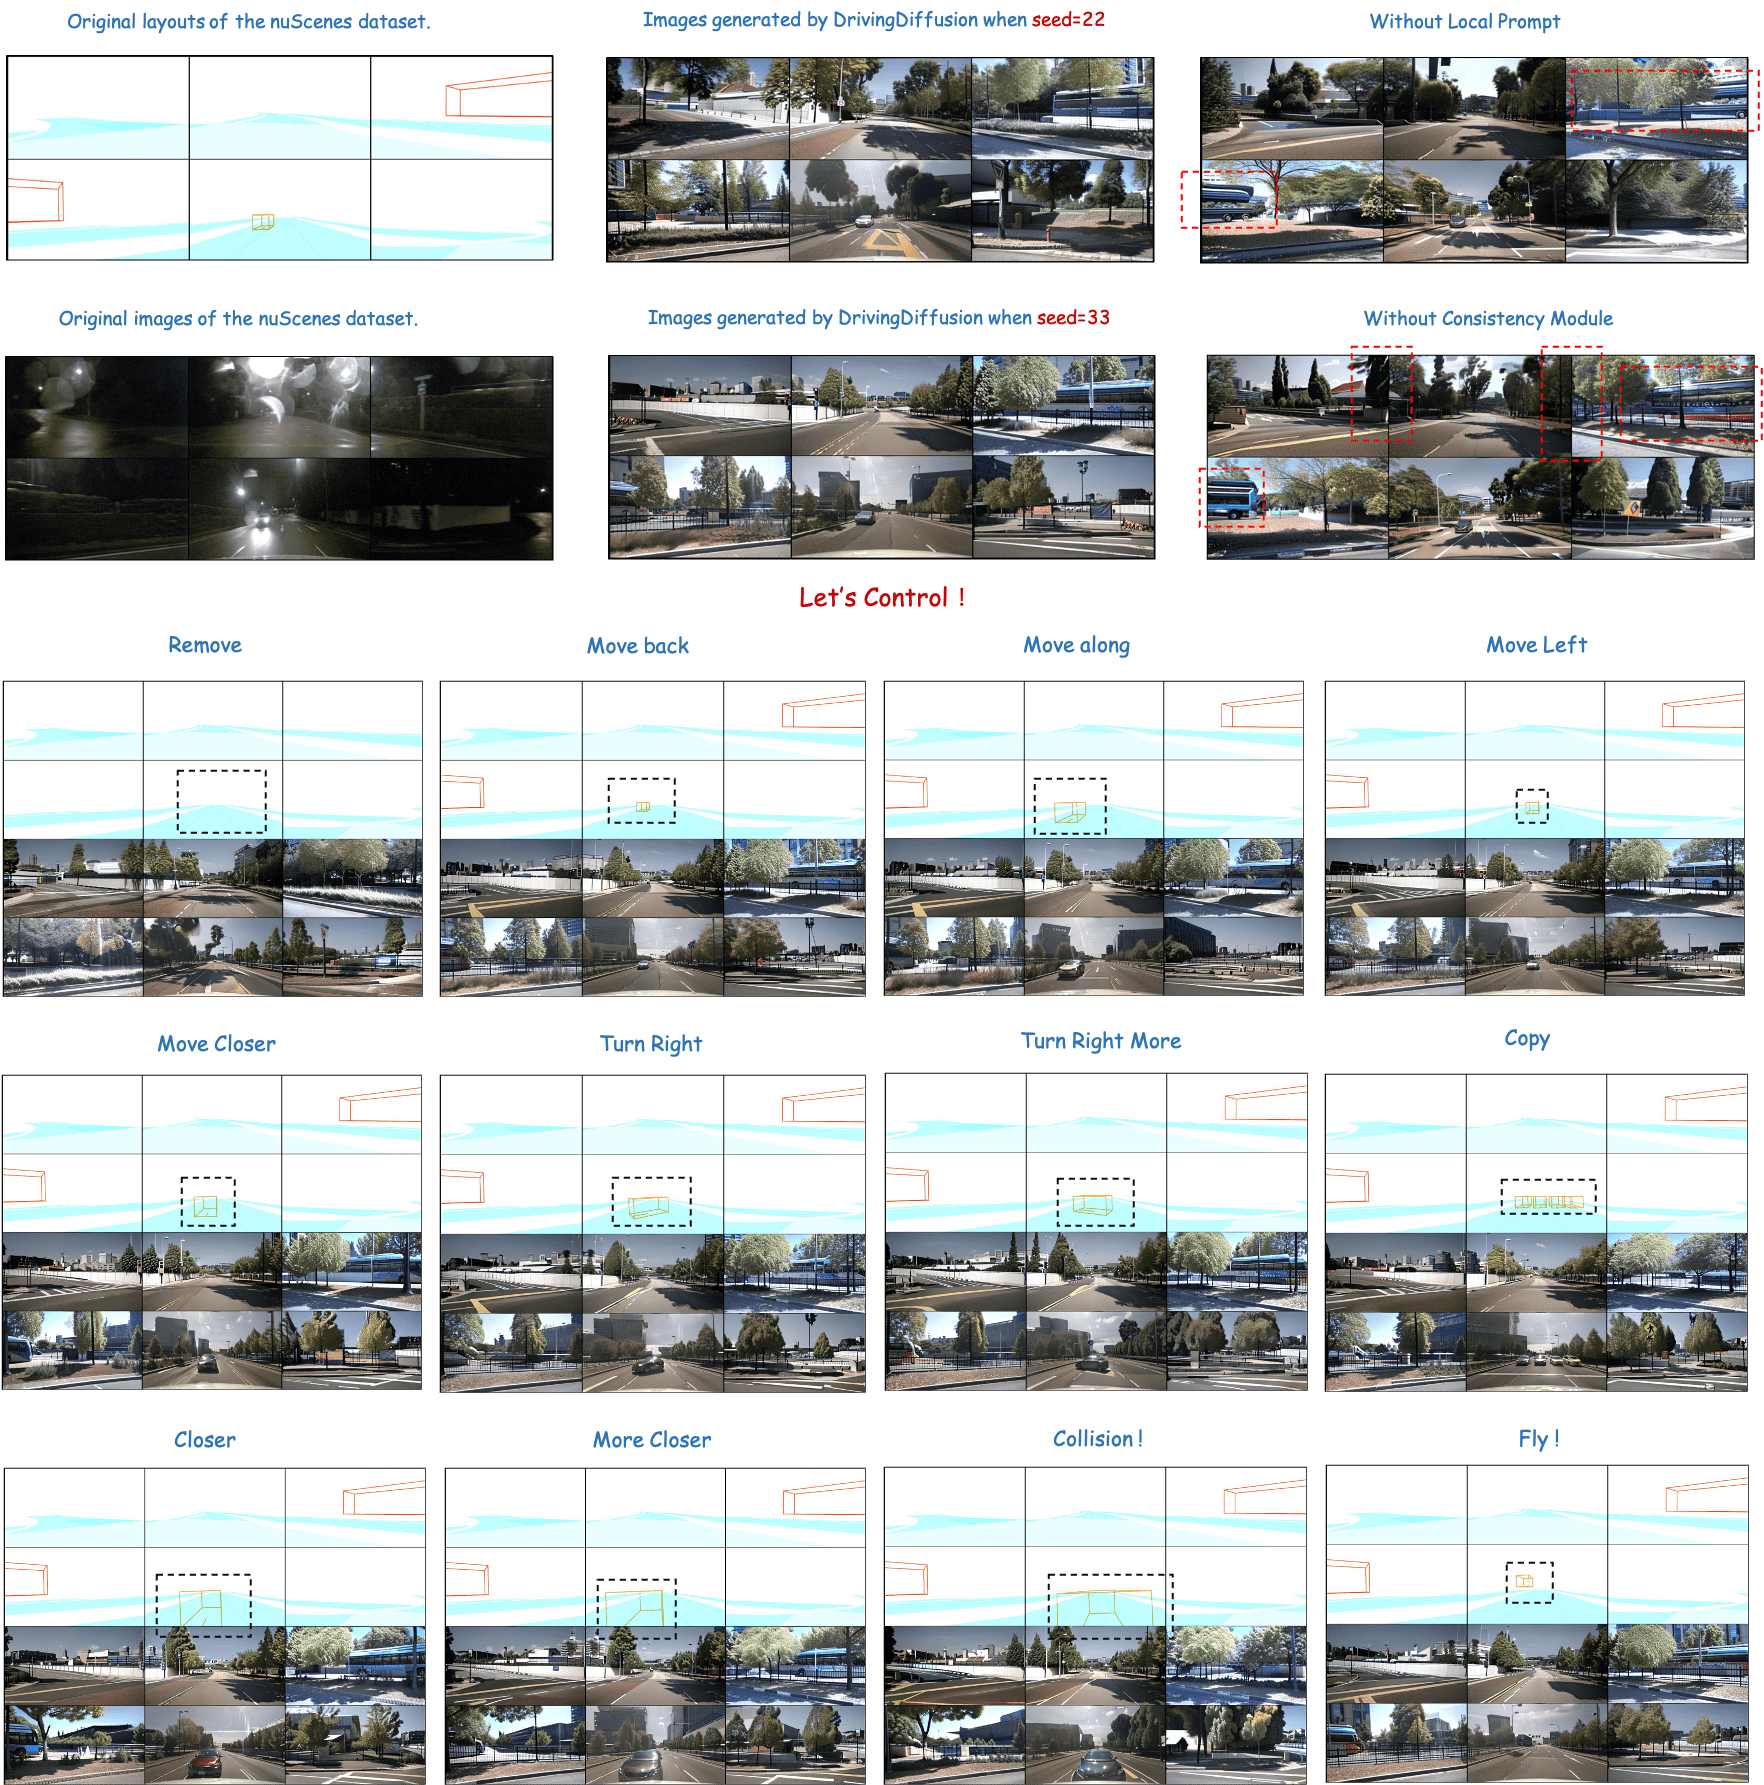 Original layouts of the nuScenes dataset.
Images generated by DrivingDiffusion when seed=22
Without Local Prompt
Original images of the nuScenes dataset.
Images generated by DrivingDiffusion when seed=33
Without Consistency Module
Let's Control !
Remove
Move back
Move along
Move Left
Move Closer
Turn Right
Turn Right More
Copy
Closer
More Closer
Collision !
Fly !